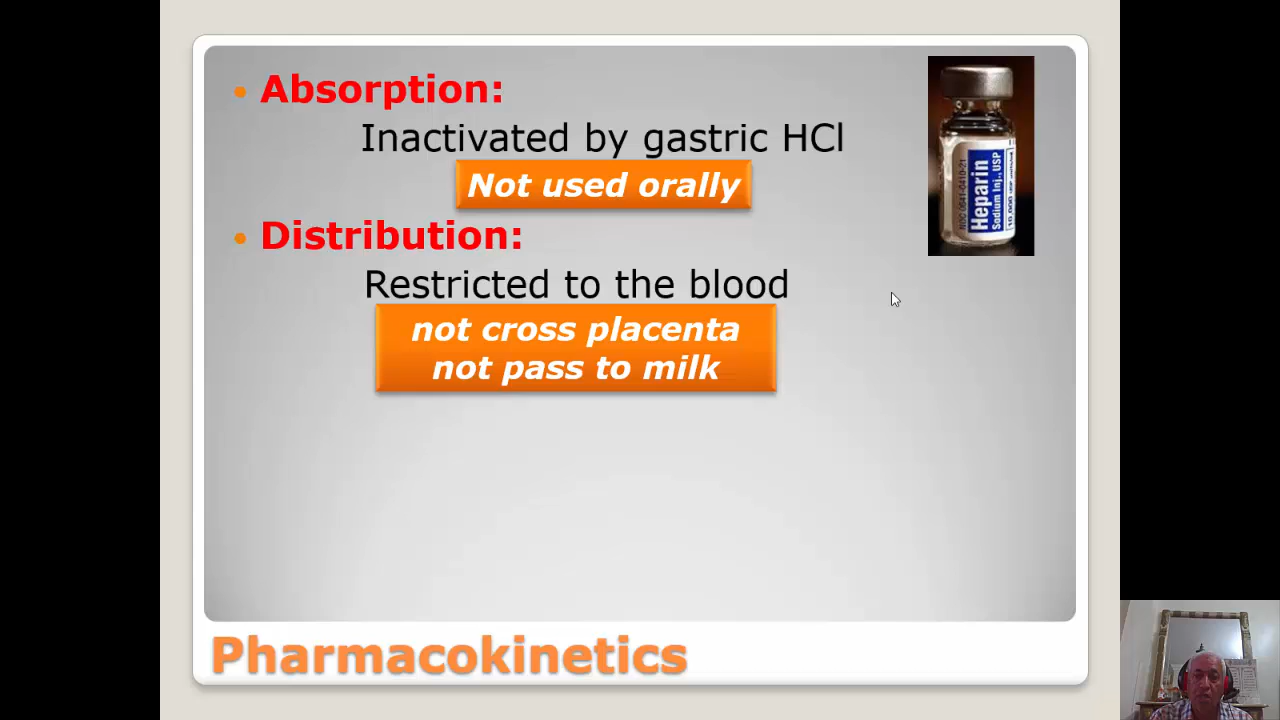 Absorption:
Inactivated by gastric HCl
Not used orally
Distribution:
Restricted to the blood
not cross placenta
not pass to milk
Heparin
Sodium Inj., USP
Pharmacokinetics